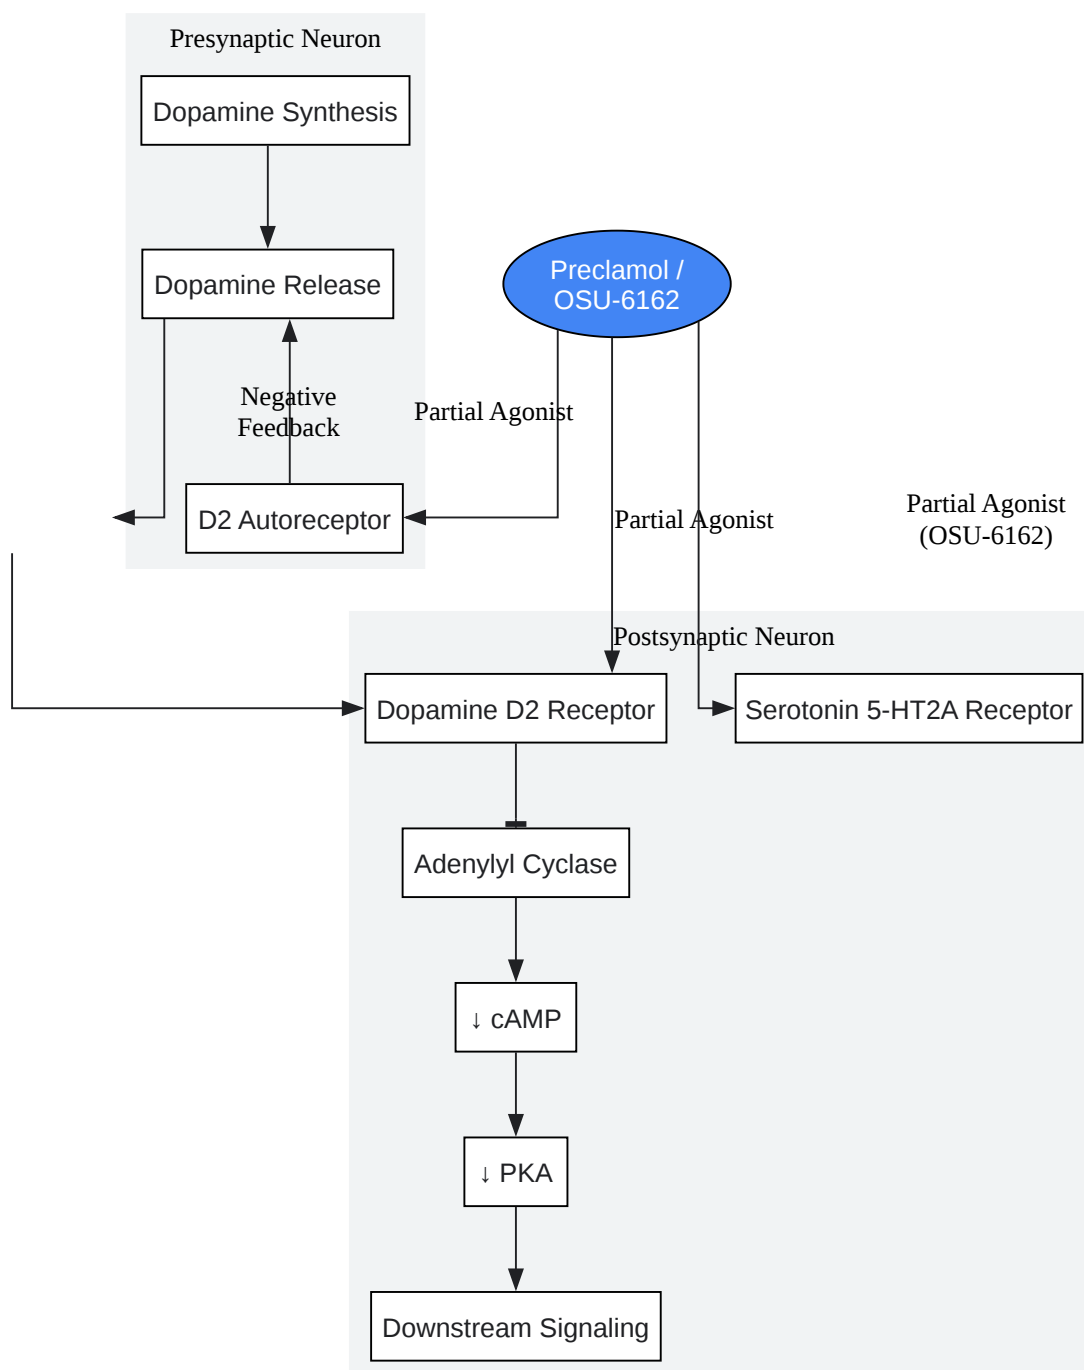 Presynaptic Neuron
Dopamine Synthesis
Dopamine Release
Preclamol /
OSU-6162
Negative
Feedback
Partial Agonist
D2 Autoreceptor
Partial Agonist
Partial Agonist
(OSU-6162)
Postsynaptic Neuron
Dopamine D2 Receptor
Serotonin 5-HT2A Receptor
Adenylyl Cyclase
↓ cAMP
↓ PKA
Downstream Signaling